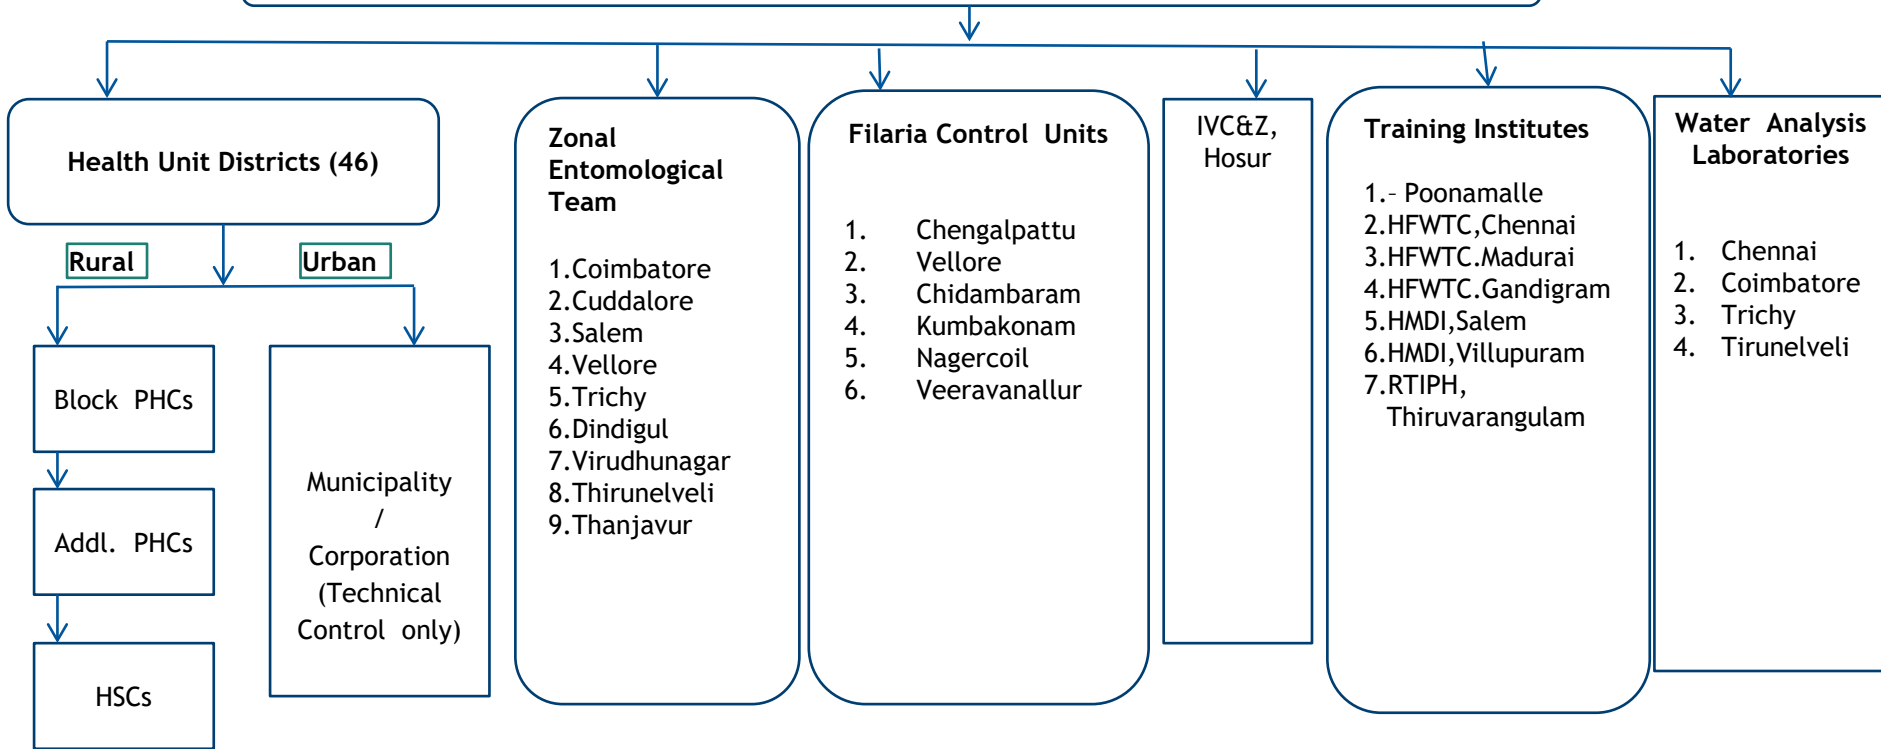 Health Unit Districts (46)
Rural
Urban
Block PHCs
Addl. PHCs
HSCs
Municipality
/
Corporation
(Technical
Control only)
Zonal
Entomological
Team
1.Coimbatore
2.Cuddalore
3.Salem
4.Vellore
5.Trichy
6.Dindigul
7.Virudhunagar
8.Thirunelveli
9.Thanjavur
Filaria Control Units
1. Chengalpattu
2. Vellore
3. Chidambaram
4. Kumbakonam
5. Nagercoil
6. Veeravanallur
IVC&Z,
Hosur
Training Institutes
1.– Poonamalle
2.HFWTC,Chennai
3.HFWTC.Madurai
4.HFWTC.Gandigram
5.HMDI,Salem
6.HMDI,Villupuram
7.RTIPH,
Thiruvarangulam
Water Analysis
Laboratories
1. Chennai
2. Coimbatore
3. Trichy
4. Tirunelveli